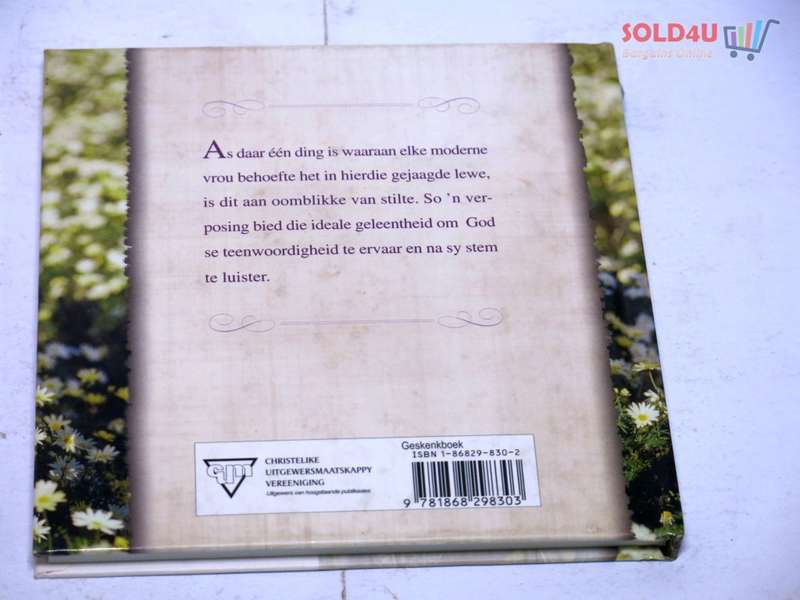 SOLD4U
Bargains Online
As daar één ding is waaraan elke moderne
vrou behoefte het in hierdie gejaagde lewe,
is dit aan oomblikke van stilte. So 'n ver-
posing bied die ideale geleentheid om God
se teenwoordigheid te ervaar en na sy stem
te luister.
cum
CHRISTELIKE
UITGEWERSMAATSKAPPY
VEREENIGING
Uitgewers van hoogstaande publikasies
Geskenkboek
ISBN 1-86829-830-2
9 781868 298303